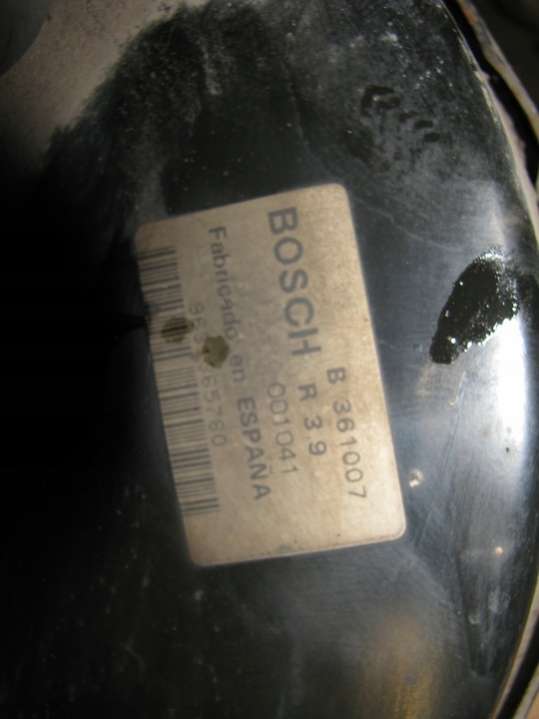 B 361007
BOSCH R 3.9
001041
Fabricado en ESPAÑA